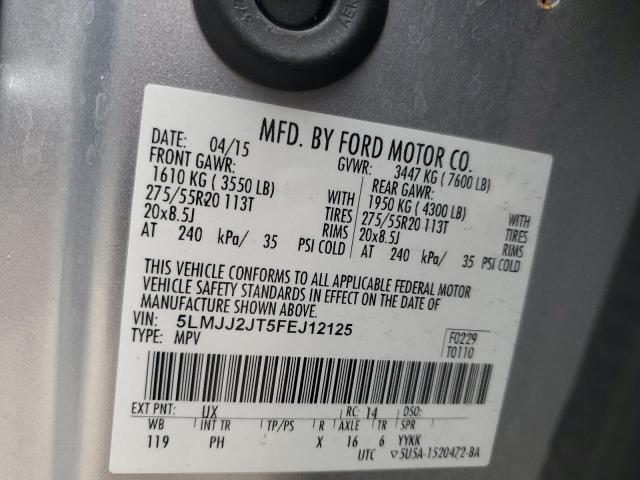 MFD. BY FORD MOTOR CO.
DATE: 04/15 GVWR: 3447 KG ( 7600 LB)
FRONT GAWR: REAR GAWR:
1610 KG ( 3550 LB) WITH 1950 KG ( 4300 LB) WITH
275/55R20 113T TIRES 275/55R20 113T TIRES
20x8.5J RIMS 20x8.5J RIMS
AT 240 kPa/ 35 PSI COLD AT 240 kPa/ 35 PSI COLD
THIS VEHICLE CONFORMS TO ALL APPLICABLE FEDERAL MOTOR
VEHICLE SAFETY STANDARDS IN EFFECT ON THE DATE OF
MANUFACTURE SHOWN ABOVE.
VIN: 5LMJJ2JT5FEJ12125
TYPE: MPV
F0229
T0110
EXT PNT: UX RC: 14 DSO:
WB INT TR TP/PS R AXLE TR SPR
119 PH X 16 6 YYKK
UTC ▽5U5A-1520472-BA